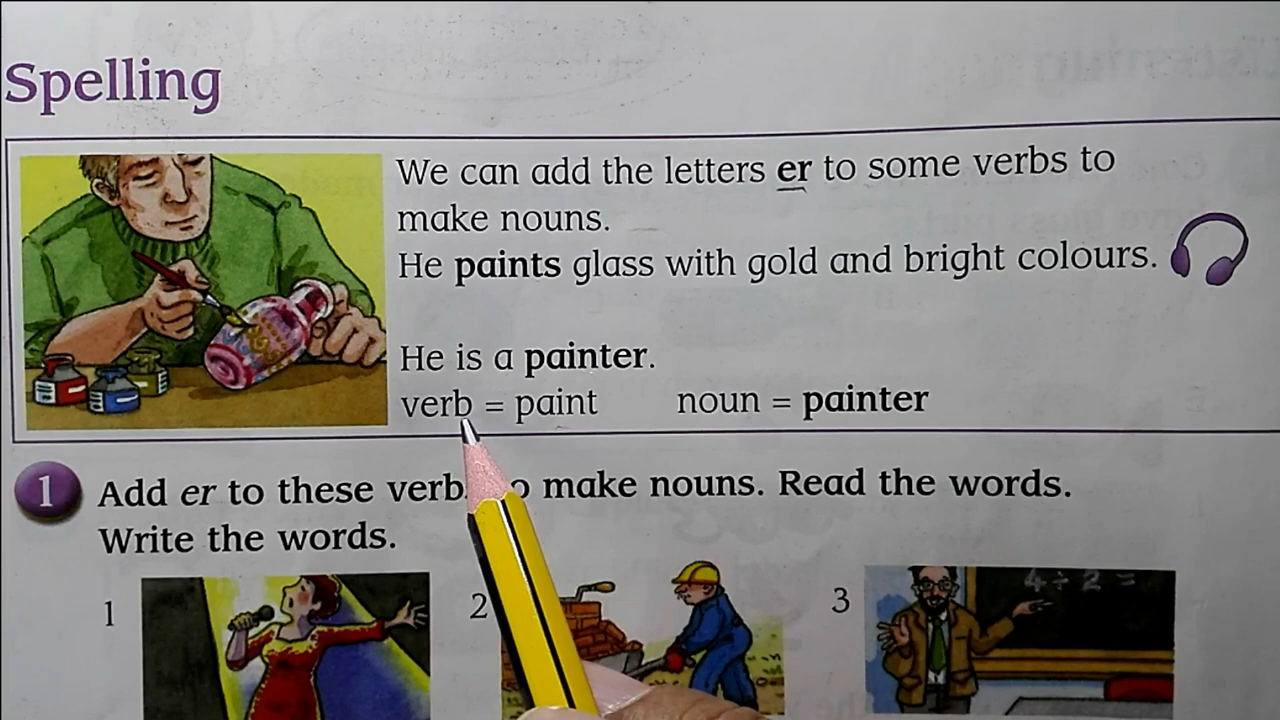 Spelling
We can add the letters er to some verbs to
make nouns.
He paints glass with gold and bright colours.
He is a painter.
verb = paint noun = painter
1 Add er to these verb o make nouns. Read the words.
Write the words.
1 2 3
4 ÷ 2 =